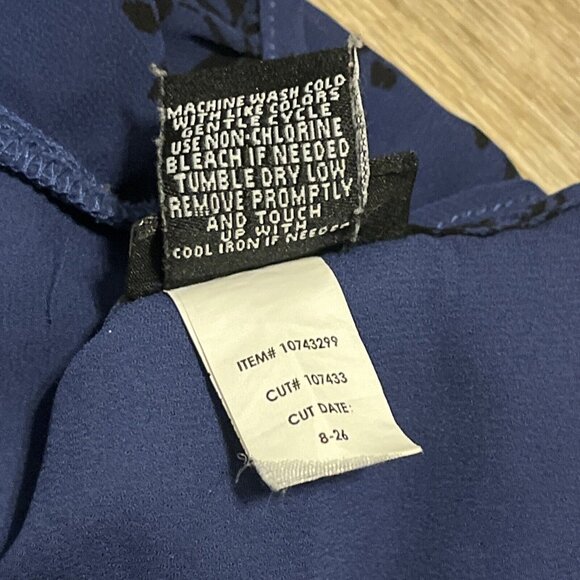 MACHINE WASH COLD
WITH LIKE COLORS
GENTLE CYCLE
USE NON-CHLORINE
BLEACH IF NEEDED
TUMBLE DRY LOW
REMOVE PROMPTLY
AND TOUCH
UP WITH
COOL IRON IF NEEDED
ITEM# 10743299
CUT# 107433
CUT DATE:
8-26